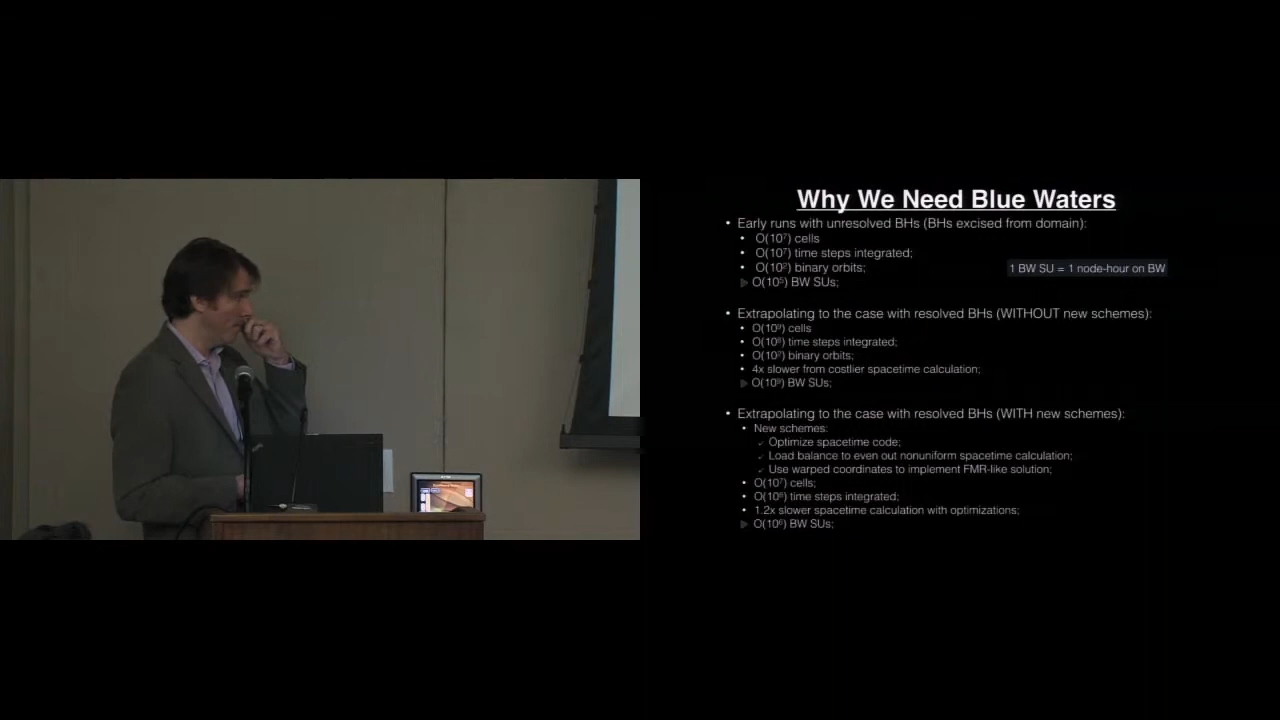 Why We Need Blue Waters
• Early runs with unresolved BHs (BHs excised from domain):
• O(10⁷) cells
• O(10⁷) time steps integrated;
• O(10²) binary orbits;
O(10⁵) BW SUs;
1 BW SU = 1 node-hour on BW
• Extrapolating to the case with resolved BHs (WITHOUT new schemes):
• O(10⁹) cells
• O(10⁸) time steps integrated;
• O(10²) binary orbits;
• 4x slower from costlier spacetime calculation;
O(10⁹) BW SUs;
• Extrapolating to the case with resolved BHs (WITH new schemes):
• New schemes:
✓ Optimize spacetime code;
✓ Load balance to even out nonuniform spacetime calculation;
✓ Use warped coordinates to implement FMR-like solution;
• O(10⁷) cells;
• O(10⁸) time steps integrated;
• 1.2x slower spacetime calculation with optimizations;
O(10⁶) BW SUs;